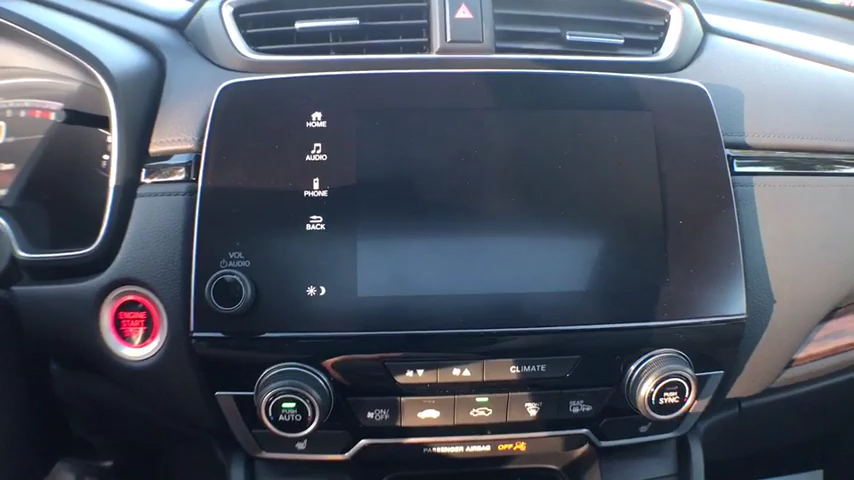 HOME
AUDIO
PHONE
BACK
VOL
AUDIO
ENGINE
START
STOP
CLIMATE
PUSH
AUTO
ON/
OFF
FRONT
REAR
PUSH
SYNC
PASSENGER AIRBAG OFF